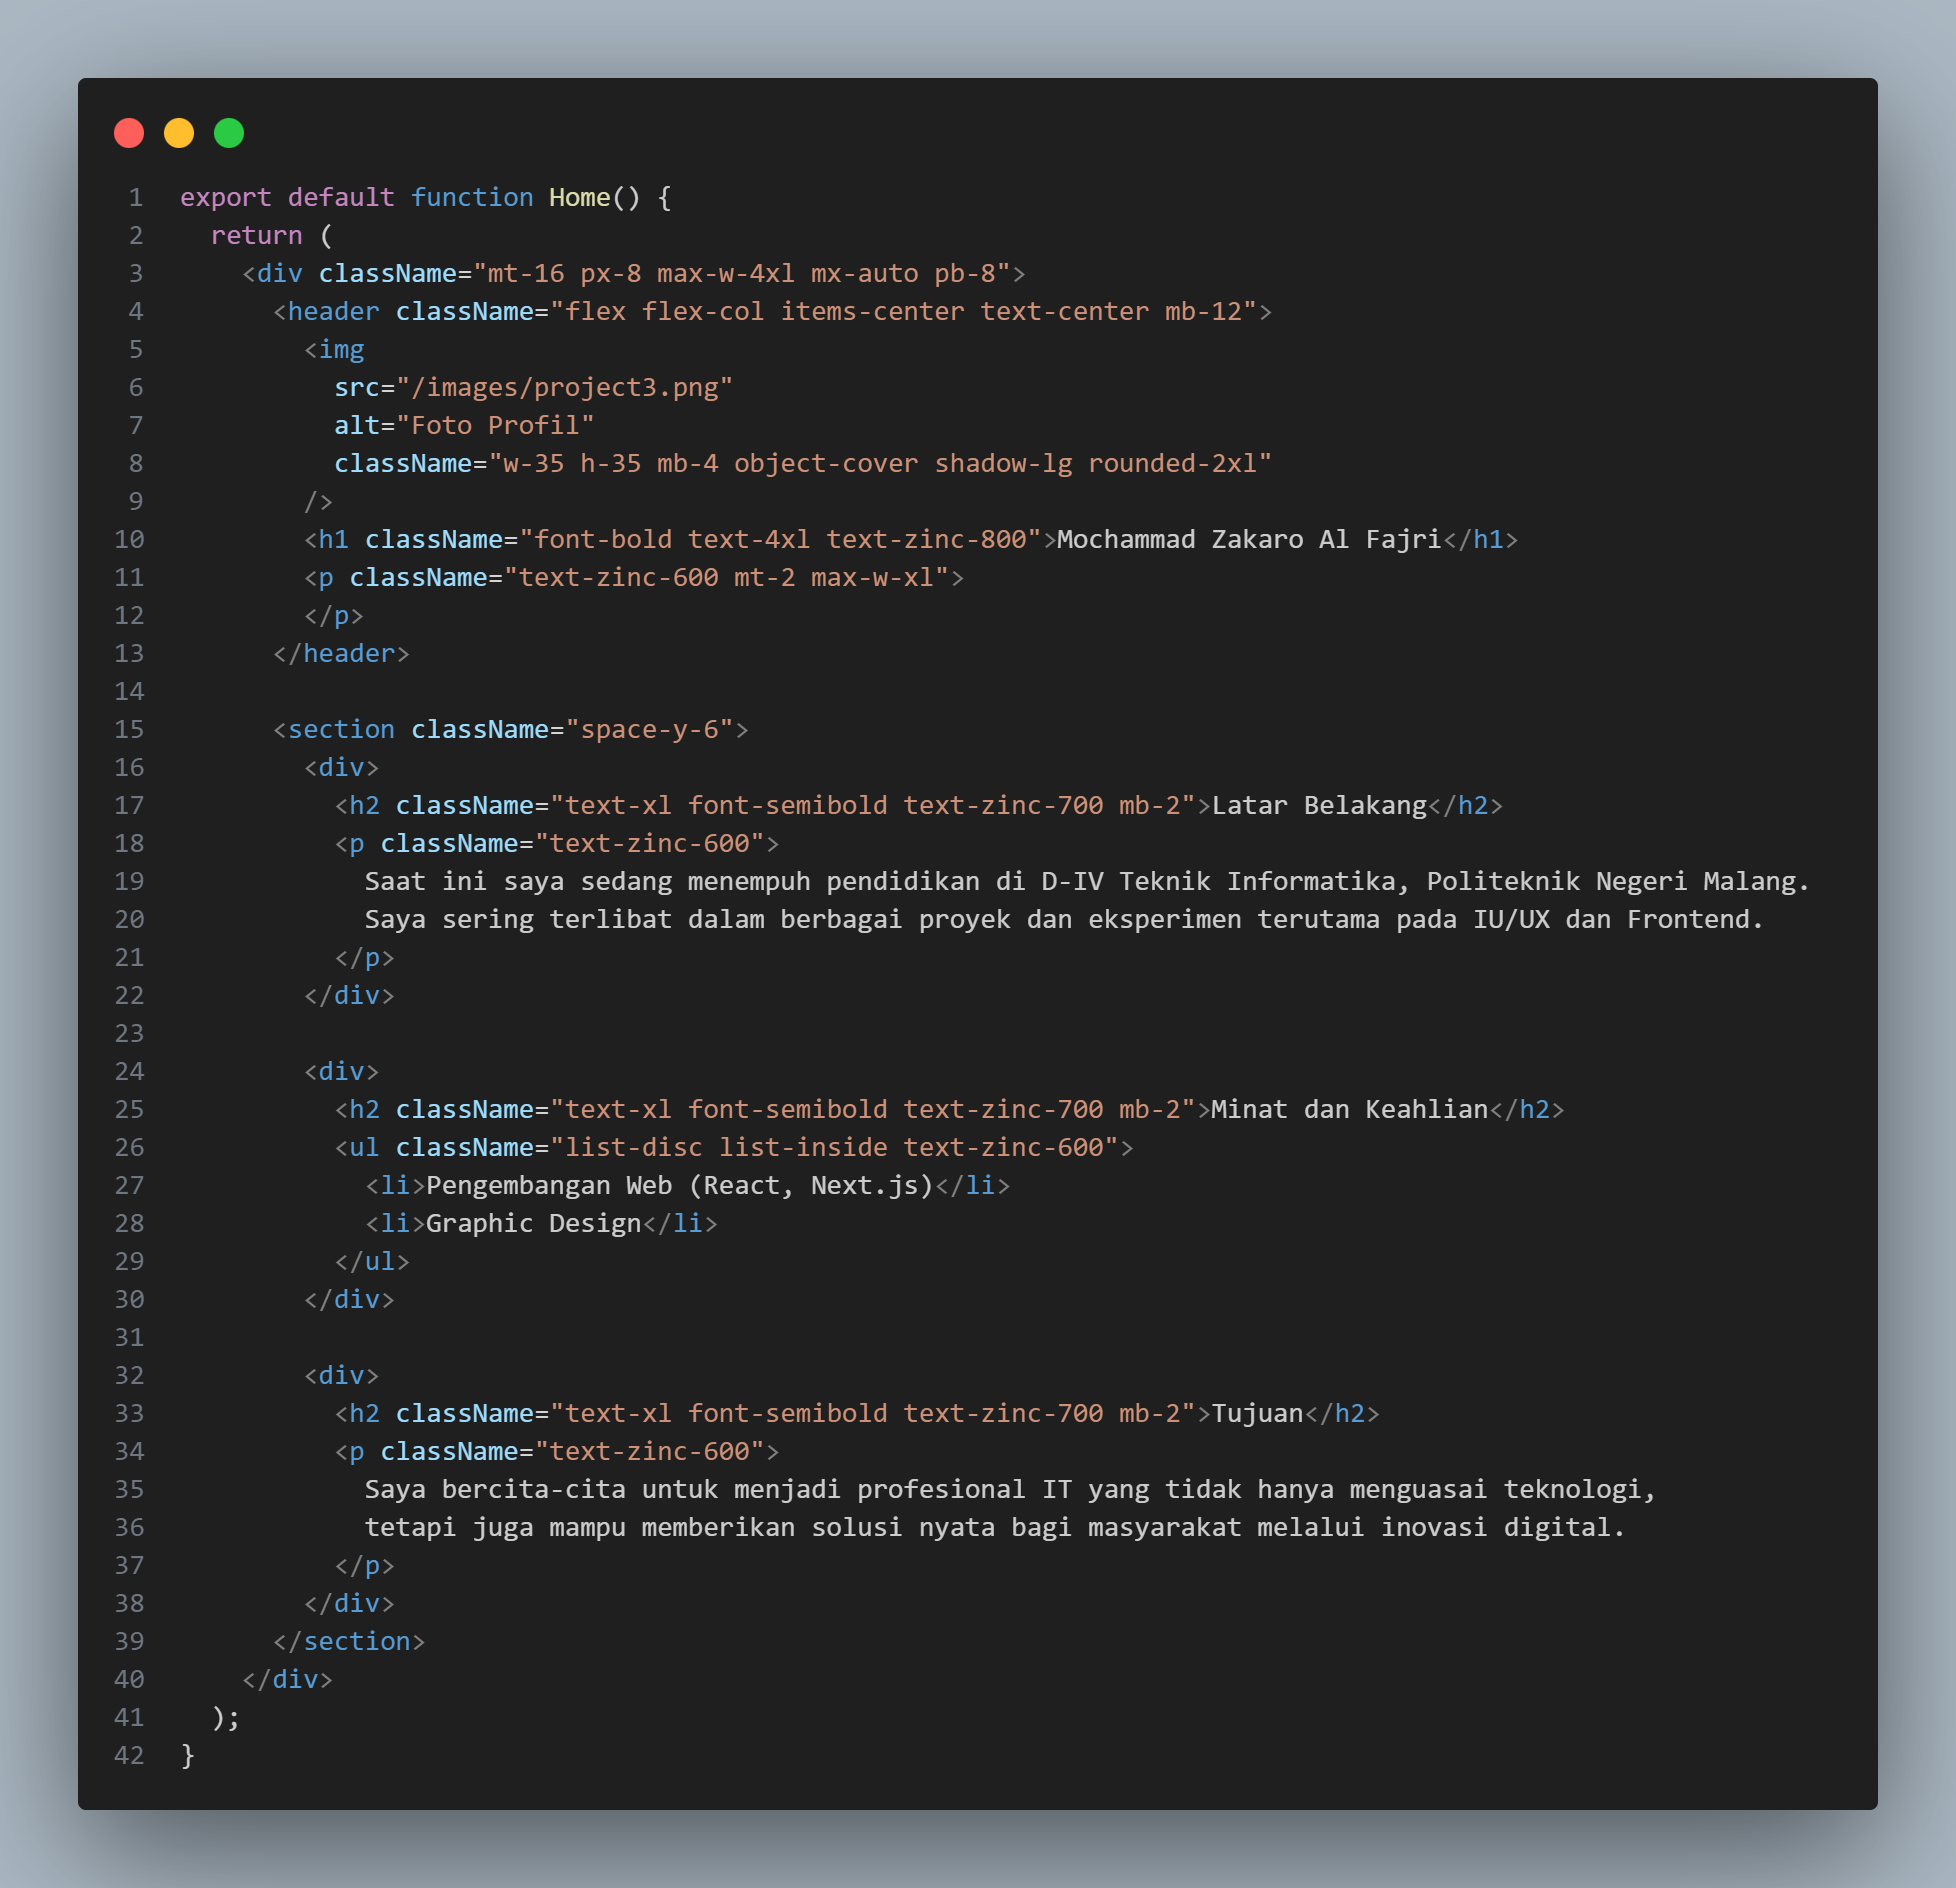 1 export default function Home() {
2   return (
3     <div className="mt-16 px-8 max-w-4xl mx-auto pb-8">
4       <header className="flex flex-col items-center text-center mb-12">
5         <img
6           src="/images/project3.png"
7           alt="Foto Profil"
8           className="w-35 h-35 mb-4 object-cover shadow-lg rounded-2xl"
9         />
10         <h1 className="font-bold text-4xl text-zinc-800">Mochammad Zakaro Al Fajri</h1>
11         <p className="text-zinc-600 mt-2 max-w-xl">
12         </p>
13       </header>
14
15       <section className="space-y-6">
16         <div>
17           <h2 className="text-xl font-semibold text-zinc-700 mb-2">Latar Belakang</h2>
18           <p className="text-zinc-600">
19             Saat ini saya sedang menempuh pendidikan di D-IV Teknik Informatika, Politeknik Negeri Malang.
20             Saya sering terlibat dalam berbagai proyek dan eksperimen terutama pada IU/UX dan Frontend.
21           </p>
22         </div>
23
24         <div>
25           <h2 className="text-xl font-semibold text-zinc-700 mb-2">Minat dan Keahlian</h2>
26           <ul className="list-disc list-inside text-zinc-600">
27             <li>Pengembangan Web (React, Next.js)</li>
28             <li>Graphic Design</li>
29           </ul>
30         </div>
31
32         <div>
33           <h2 className="text-xl font-semibold text-zinc-700 mb-2">Tujuan</h2>
34           <p className="text-zinc-600">
35             Saya bercita-cita untuk menjadi profesional IT yang tidak hanya menguasai teknologi,
36             tetapi juga mampu memberikan solusi nyata bagi masyarakat melalui inovasi digital.
37           </p>
38         </div>
39       </section>
40     </div>
41   );
42 }